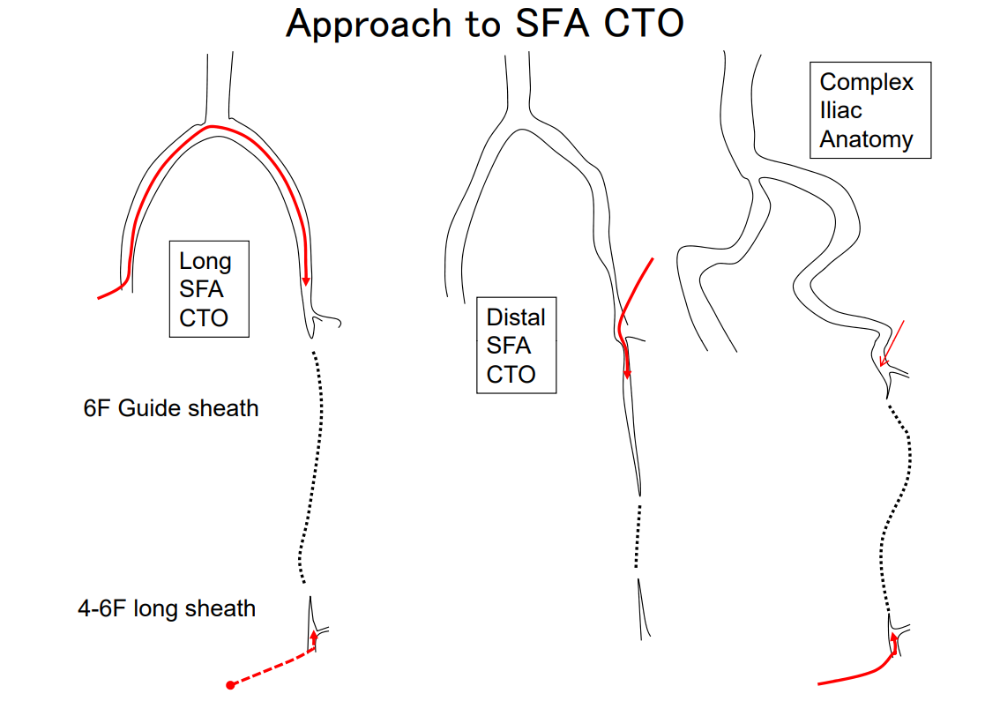 Approach to SFA CTO
Complex
Iliac
Anatomy
Long
SFA
CTO
Distal
SFA
CTO
6F Guide sheath
4-6F long sheath